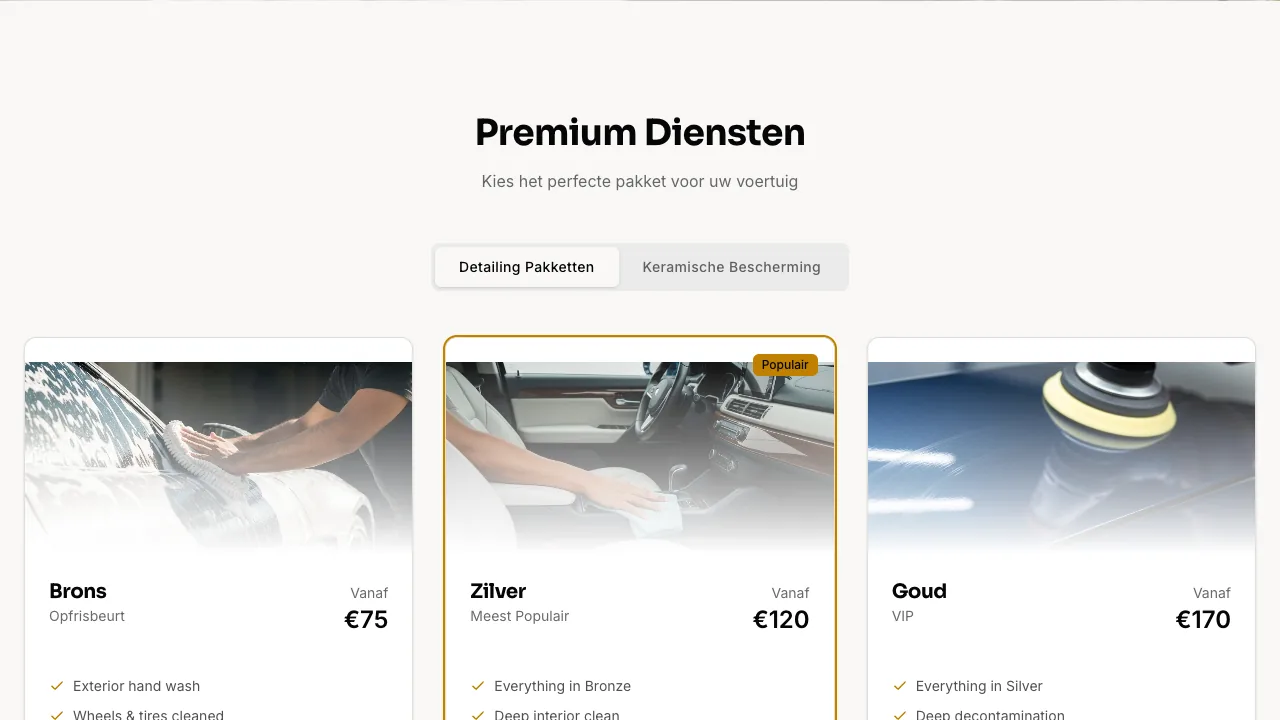 Premium Diensten
Kies het perfecte pakket voor uw voertuig
Detailing Pakketten
Keramische Bescherming
Populair
Brons
Opfrisbeurt
Vanaf
€75
Exterior hand wash
Wheels & tires cleaned
Zilver
Meest Populair
Vanaf
€120
Everything in Bronze
Deep interior clean
Goud
VIP
Vanaf
€170
Everything in Silver
Deep decontamination